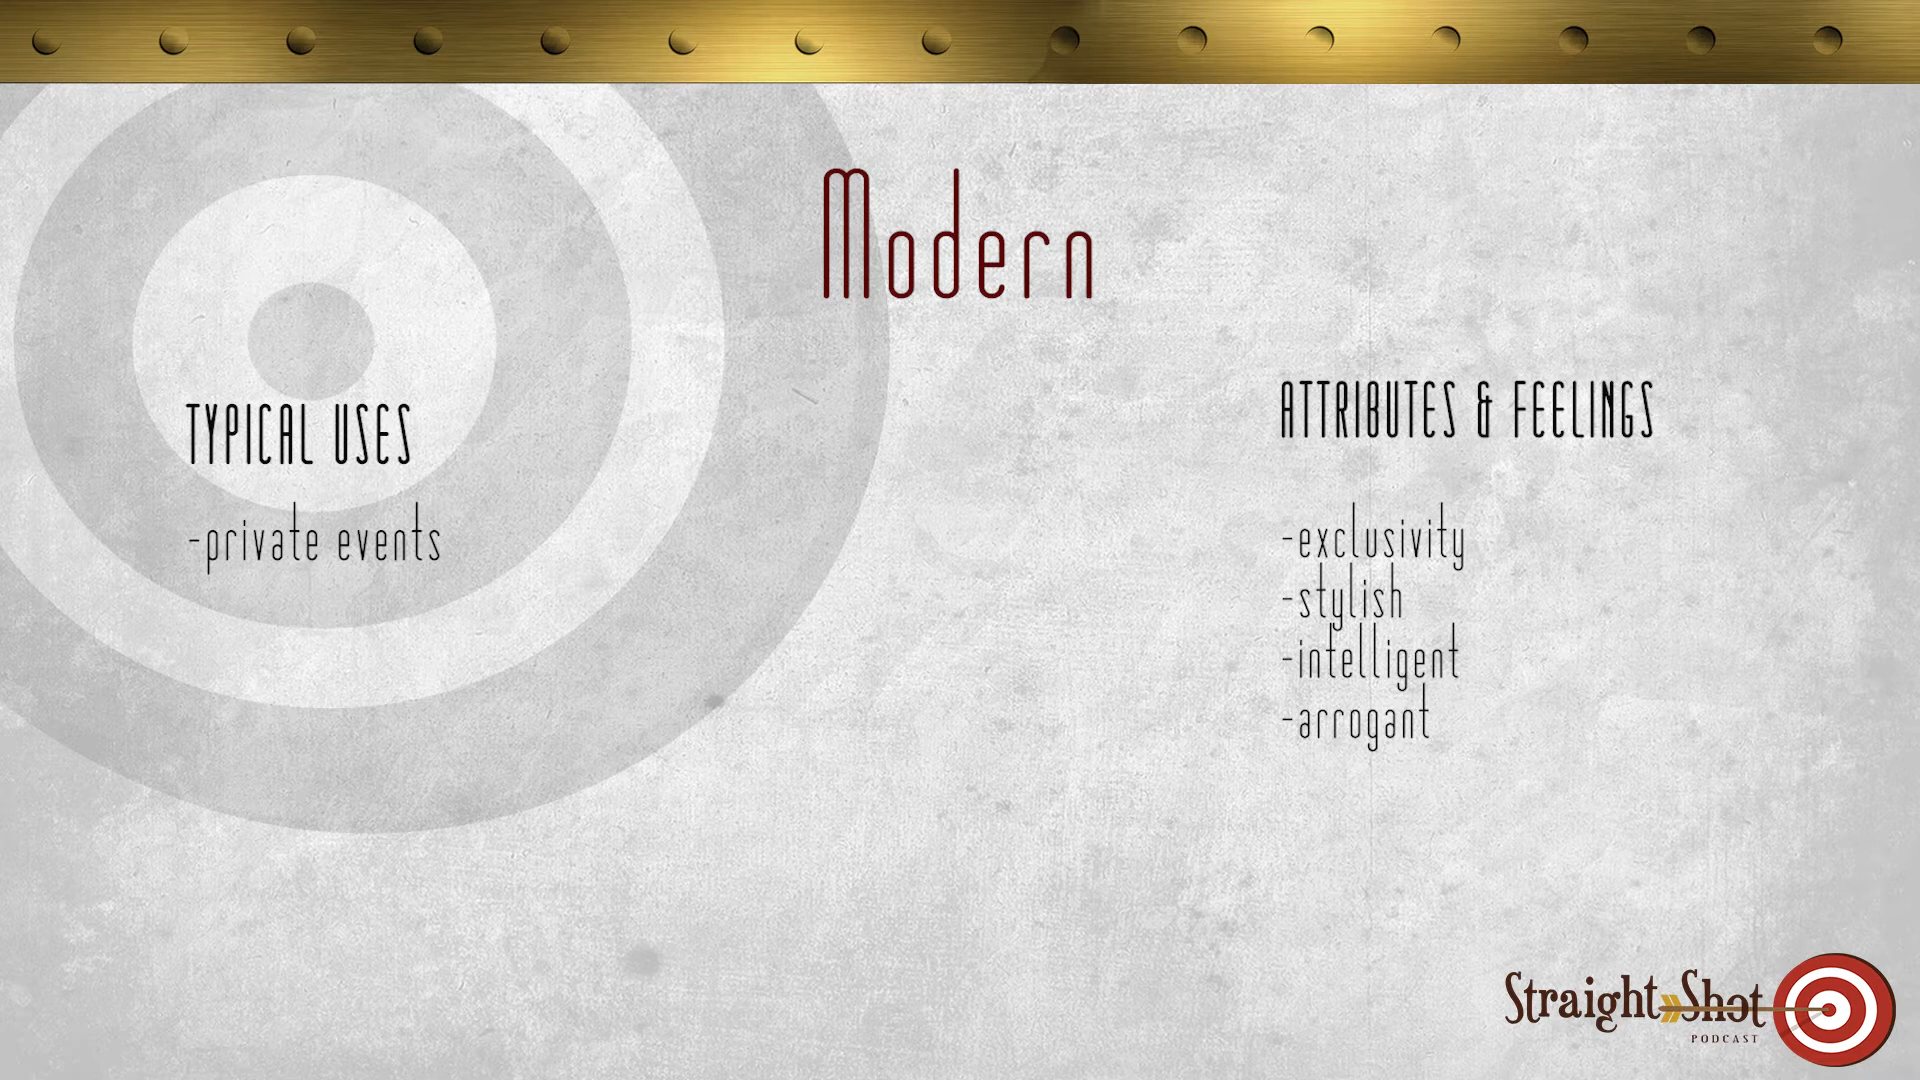 Modern
TYPICAL USES
-private events
ATTRIBUTES & FEELINGS
-exclusivity
-stylish
-intelligent
-arrogant
Straight Shot
PODCAST